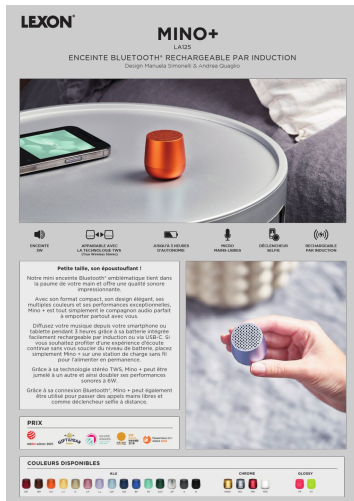 LEXON®
MINO+
LA125
ENCEINTE BLUETOOTH® RECHARGEABLE PAR INDUCTION
Design Manuela Simonelli & Andrea Quaglio
ENCEINTE
3W
APPAIRABLE AVEC
LA TECHNOLOGIE TWS
(True Wireless Stereo)
JUSQU'À 3 HEURES
D'AUTONOMIE
MICRO
MAINS-LIBRES
DÉCLENCHEUR
SELFIE
RECHARGEABLE
PAR INDUCTION
Petite taille, son époustouflant !
Notre mini enceinte Bluetooth® emblématique tient dans
la paume de votre main et offre une qualité sonore
impressionnante.
Avec son format compact, son design élégant, ses
multiples couleurs et ses performances exceptionnelles,
Mino + est tout simplement le compagnon audio parfait
à emporter partout avec vous.
Diffusez votre musique depuis votre smartphone ou
tablette pendant 3 heures grâce à sa batterie intégrée
facilement rechargeable par induction ou via USB-C. Si
vous souhaitez profiter d'une expérience d'écoute
continue sans vous soucier du niveau de batterie, placez
simplement Mino + sur une station de charge sans fil
pour l'alimenter en permanence.
Grâce à sa technologie stéréo TWS, Mino + peut être
jumelé à un autre et ainsi doubler ses performances
sonores à 6W.
Grâce à sa connexion Bluetooth®, Mino + peut également
être utilisé pour passer des appels mains libres et
comme déclencheur selfie à distance.
PRIX
COULEURS DISPONIBLES
ALU
CHROME
GLOSSY